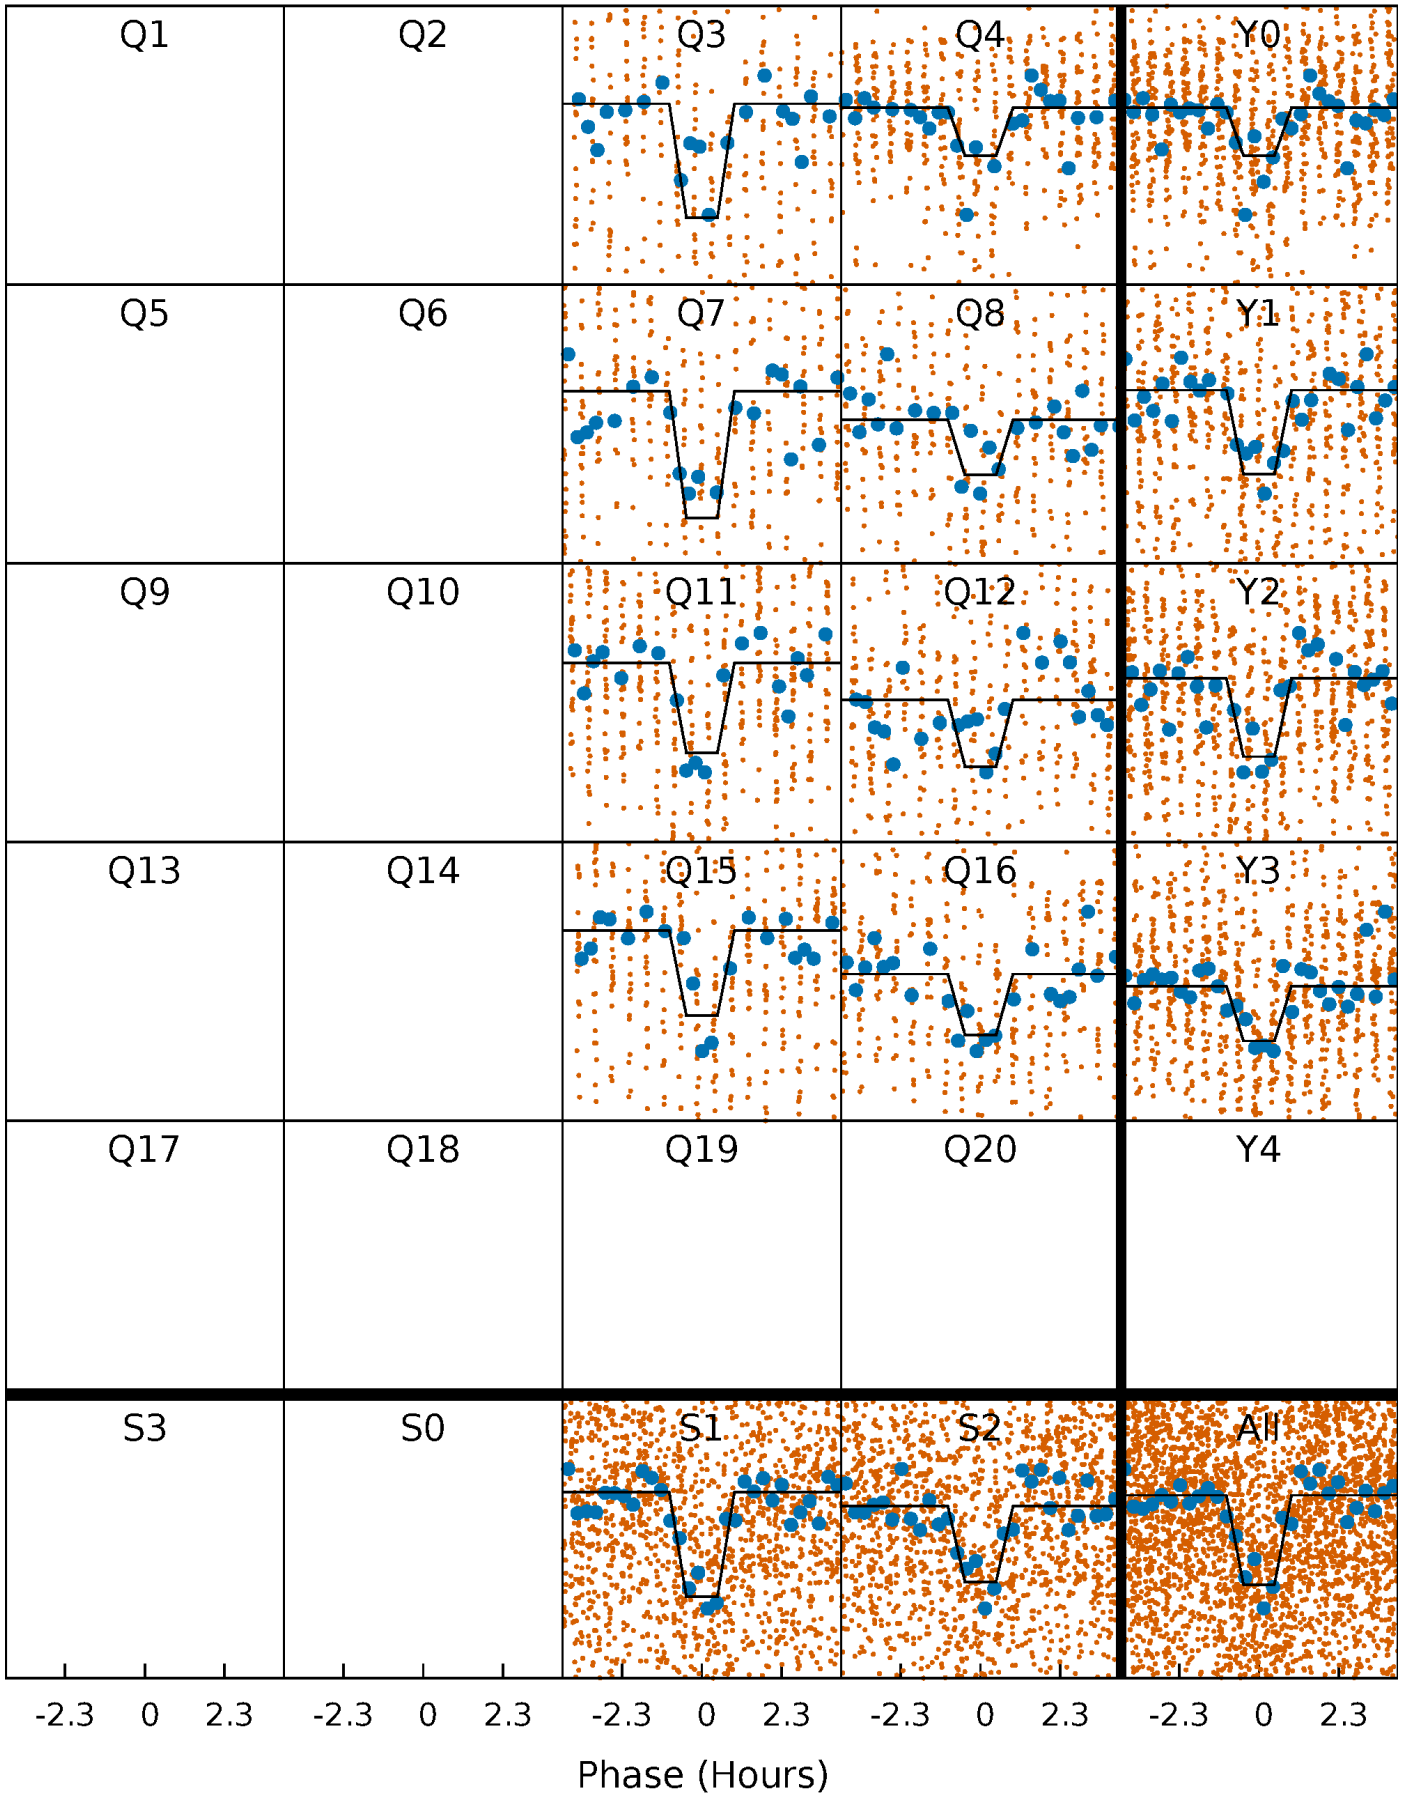 Q1 Q2 Q3 Q4 Y0
Q5 Q6 Q7 Q8 Y1
Q9 Q10 Q11 Q12 Y2
Q13 Q14 Q15 Q16 Y3
Q17 Q18 Q19 Q20 Y4
S3 S0 S1 S2 All
-2.3 0 2.3 -2.3 0 2.3 -2.3 0 2.3 -2.3 0 2.3 -2.3 0 2.3
Phase (Hours)